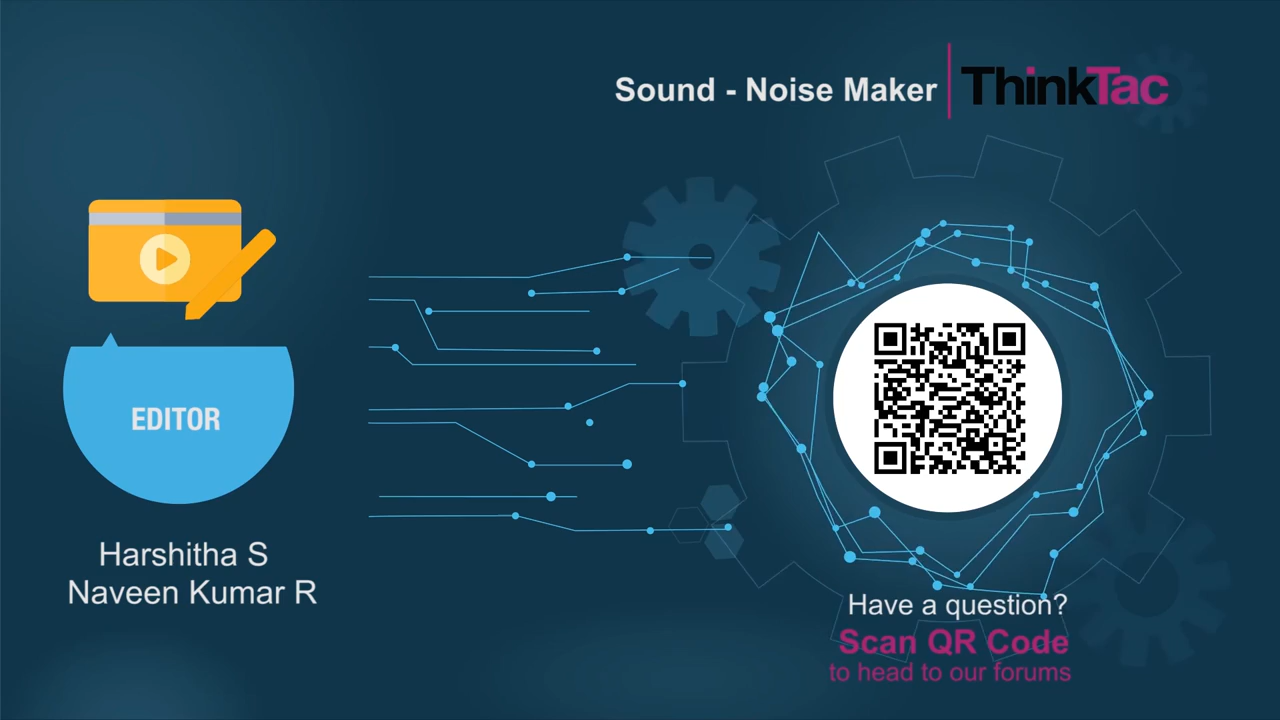 Sound - Noise Maker
ThinkTac
EDITOR
Harshitha S
Naveen Kumar R
Have a question?
Scan QR Code
to head to our forums